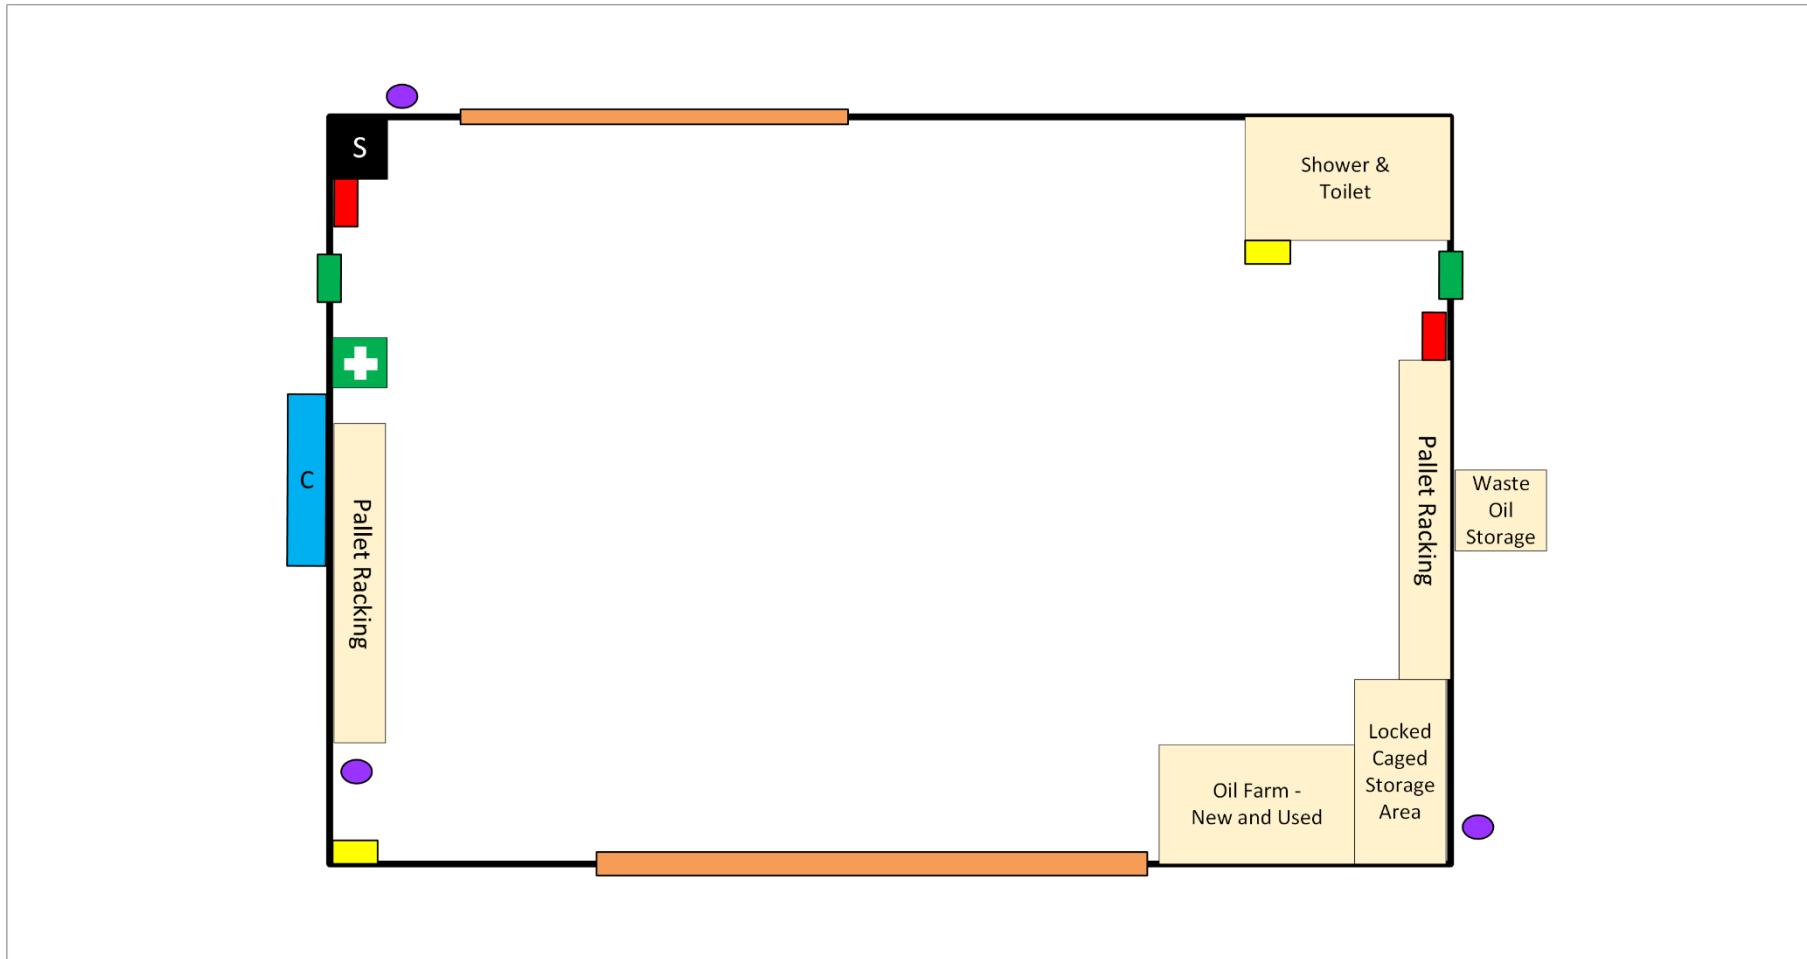 S
Shower &
Toilet
C
Pallet Racking
Pallet Racking
Waste
Oil
Storage
Locked
Caged
Storage
Area
Oil Farm -
New and Used